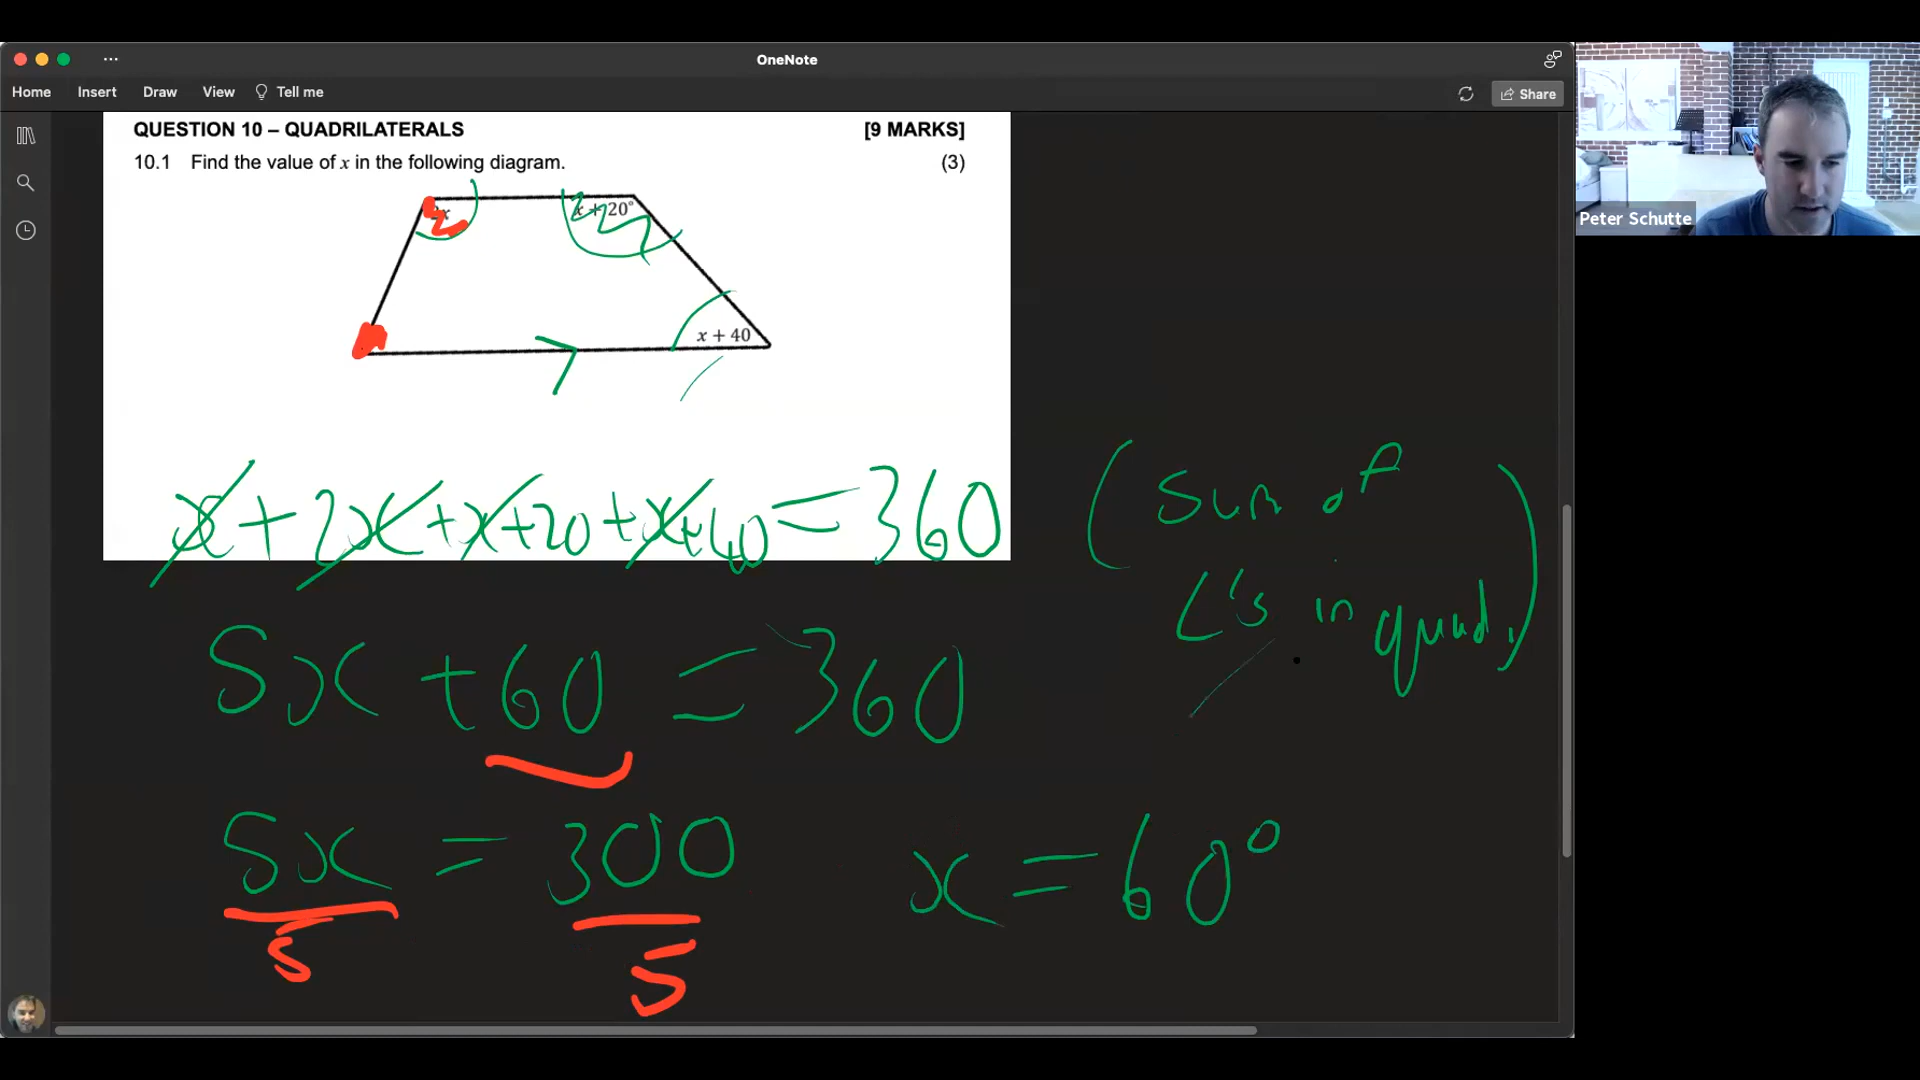 OneNote
Home Insert Draw View Tell me
Share
QUESTION 10 – QUADRILATERALS [9 MARKS]
10.1 Find the value of x in the following diagram. (3)
x + 20°
x + 40
x + 2x + x + 20 + x + 40 = 360
(Sum of
L's in quad.)
5x + 60 = 360
5x = 300
5 5
x = 60°
Peter Schutte